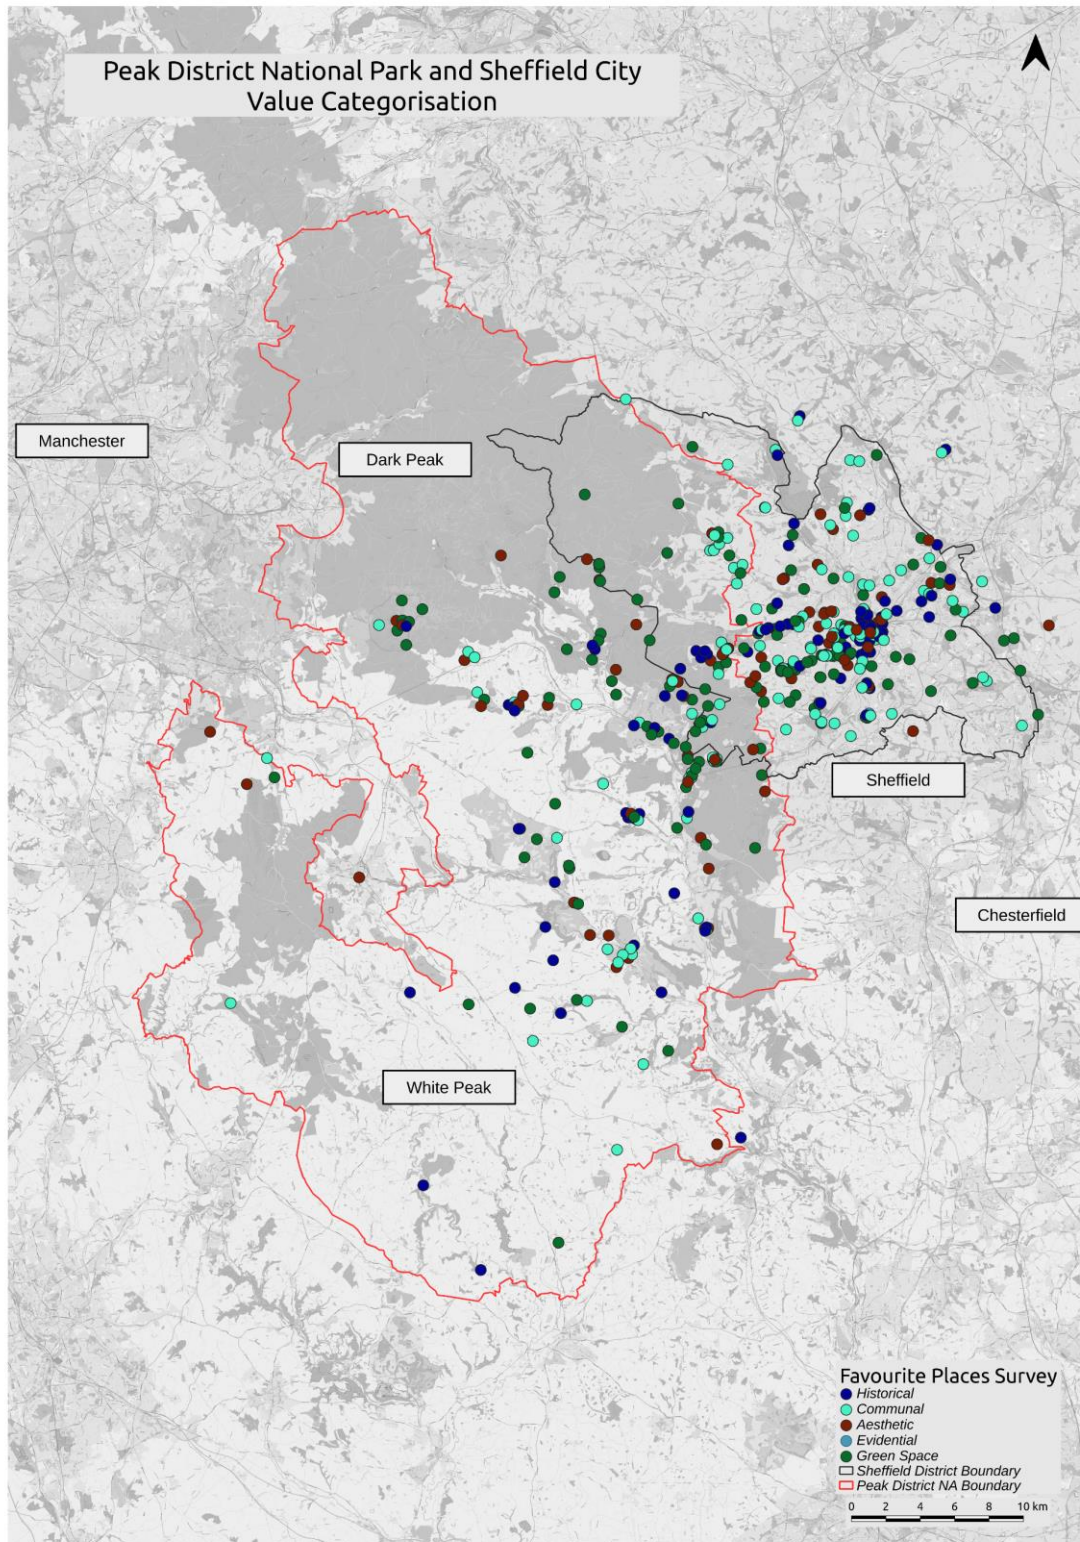 Peak District National Park and Sheffield City
Value Categorisation
Manchester
Dark Peak
Sheffield
Chesterfield
White Peak
Favourite Places Survey
Historical
Communal
Aesthetic
Evidential
Green Space
Sheffield District Boundary
Peak District NA Boundary
0 2 4 6 8 10 km